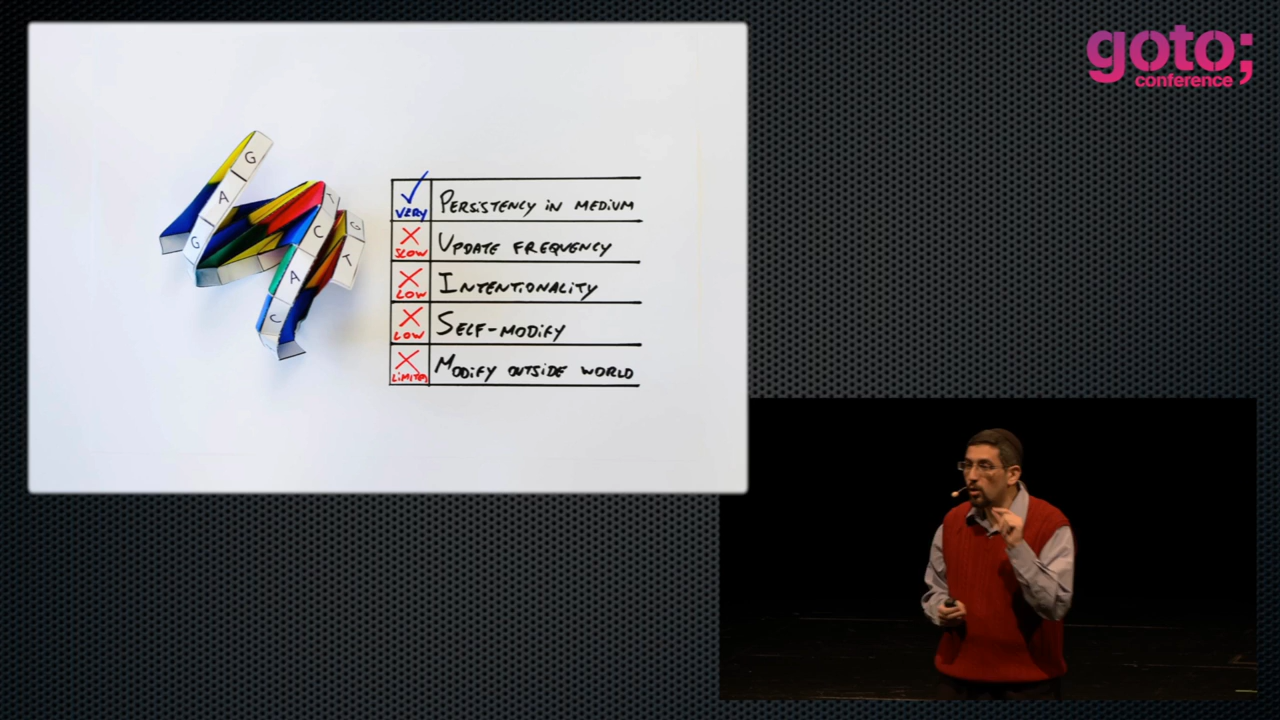 goto;
conference
G
A
G
C
A
C
G
T
VERY
PERSISTENCY IN MEDIUM
SLOW
UPDATE FREQUENCY
LOW
INTENTIONALITY
LOW
SELF-MODIFY
LIMITED
MODIFY OUTSIDE WORLD